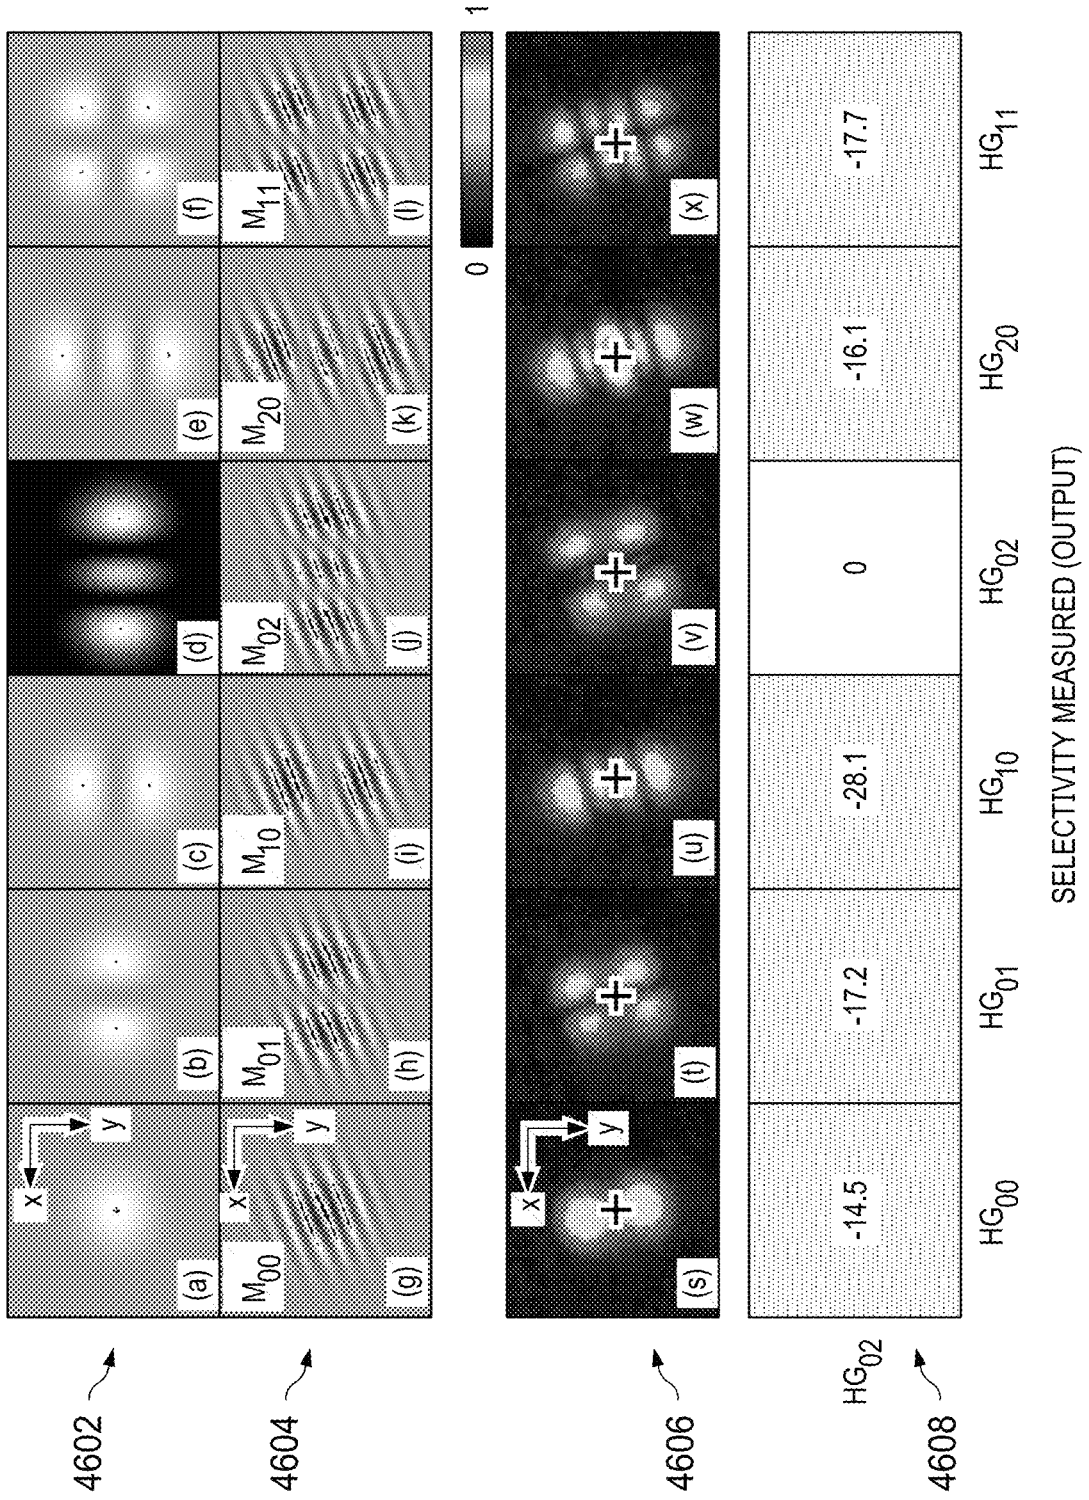 4602
x
y
(a)
(b)
(c)
(d)
(e)
(f)
4604
M00
x
y
(g)
M01
(h)
M10
(i)
M02
(j)
M20
(k)
M11
(l)
0
1
4606
x
y
(s)
(t)
(u)
(v)
(w)
(x)
4608
HG02
-14.5
-17.2
-28.1
0
-16.1
-17.7
HG00
HG01
HG10
HG02
HG20
HG11
SELECTIVITY MEASURED (OUTPUT)